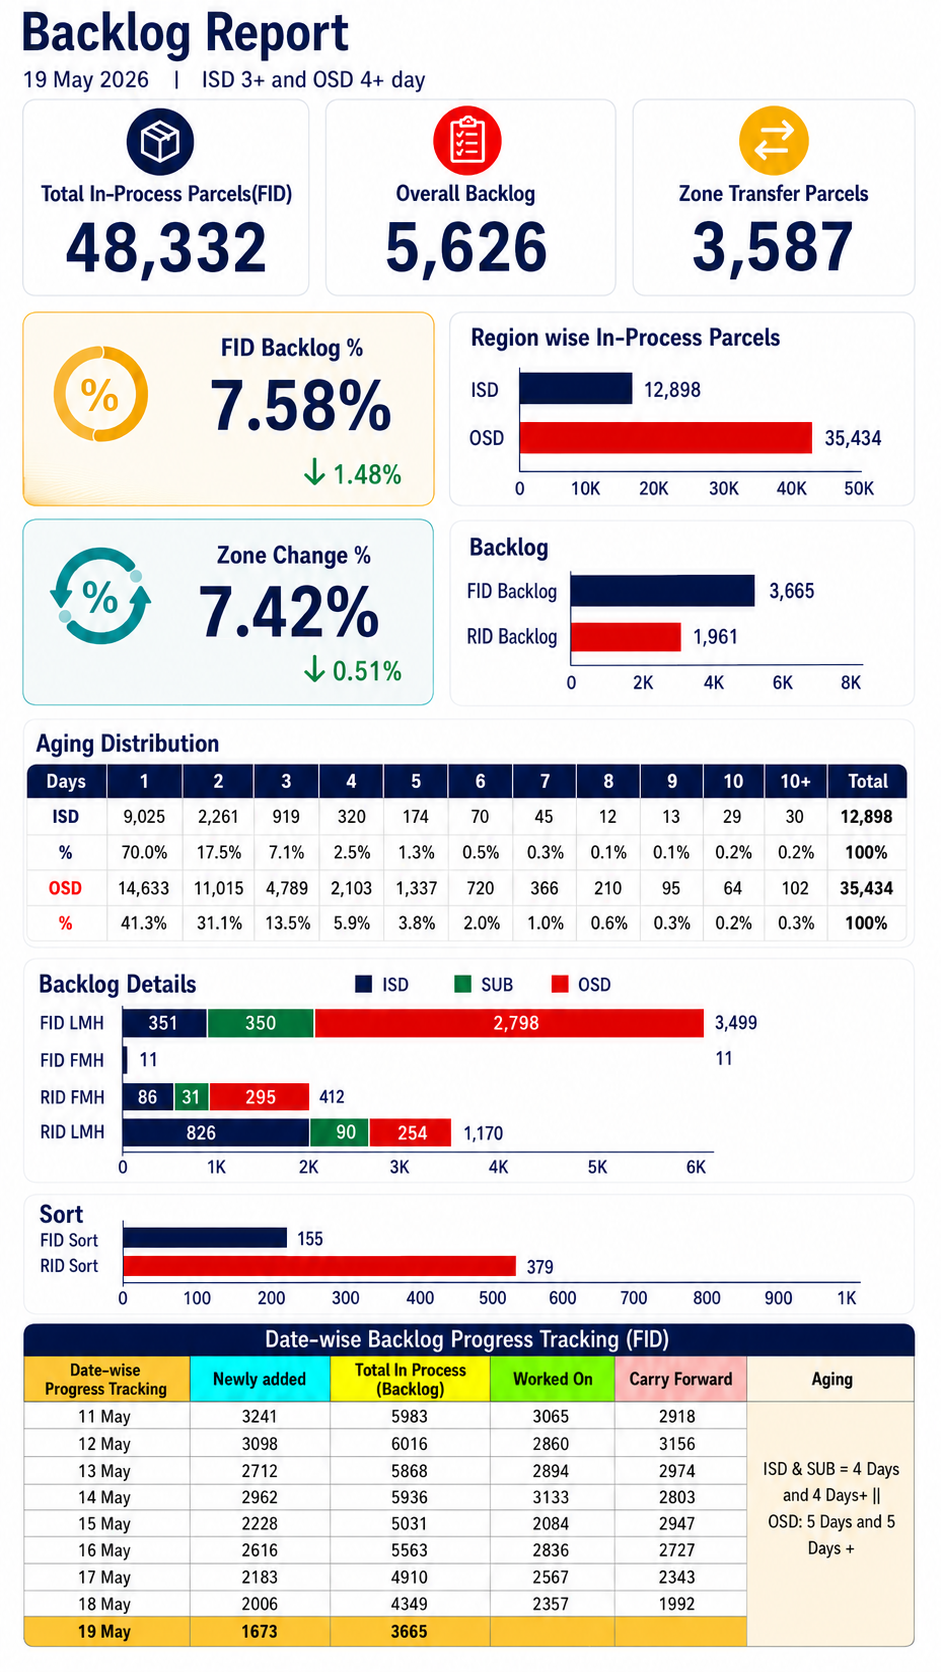 Backlog Report
19 May 2026 | ISD 3+ and OSD 4+ day
Total In-Process Parcels(FID)
48,332
Overall Backlog
5,626
Zone Transfer Parcels
3,587
%
FID Backlog %
7.58%
↓ 1.48%
Region wise In-Process Parcels
ISD 12,898
OSD 35,434
0 10K 20K 30K 40K 50K
%
Zone Change %
7.42%
↓ 0.51%
Backlog
FID Backlog 3,665
RID Backlog 1,961
0 2K 4K 6K 8K
Aging Distribution
Days 1 2 3 4 5 6 7 8 9 10 10+ Total
ISD 9,025 2,261 919 320 174 70 45 12 13 29 30 12,898
% 70.0% 17.5% 7.1% 2.5% 1.3% 0.5% 0.3% 0.1% 0.1% 0.2% 0.2% 100%
OSD 14,633 11,015 4,789 2,103 1,337 720 366 210 95 64 102 35,434
% 41.3% 31.1% 13.5% 5.9% 3.8% 2.0% 1.0% 0.6% 0.3% 0.2% 0.3% 100%
Backlog Details ISD SUB OSD
FID LMH 351 350 2,798 3,499
FID FMH 11 11
RID FMH 86 31 295 412
RID LMH 826 90 254 1,170
0 1K 2K 3K 4K 5K 6K
Sort
FID Sort 155
RID Sort 379
0 100 200 300 400 500 600 700 800 900 1K
Date-wise Backlog Progress Tracking (FID)
Date-wise
Progress Tracking
Newly added
Total In Process
(Backlog)
Worked On
Carry Forward
Aging
11 May 3241 5983 3065 2918
12 May 3098 6016 2860 3156
13 May 2712 5868 2894 2974
14 May 2962 5936 3133 2803
15 May 2228 5031 2084 2947
16 May 2616 5563 2836 2727
17 May 2183 4910 2567 2343
18 May 2006 4349 2357 1992
19 May 1673 3665
ISD & SUB = 4 Days
and 4 Days+ ||
OSD: 5 Days and 5
Days +